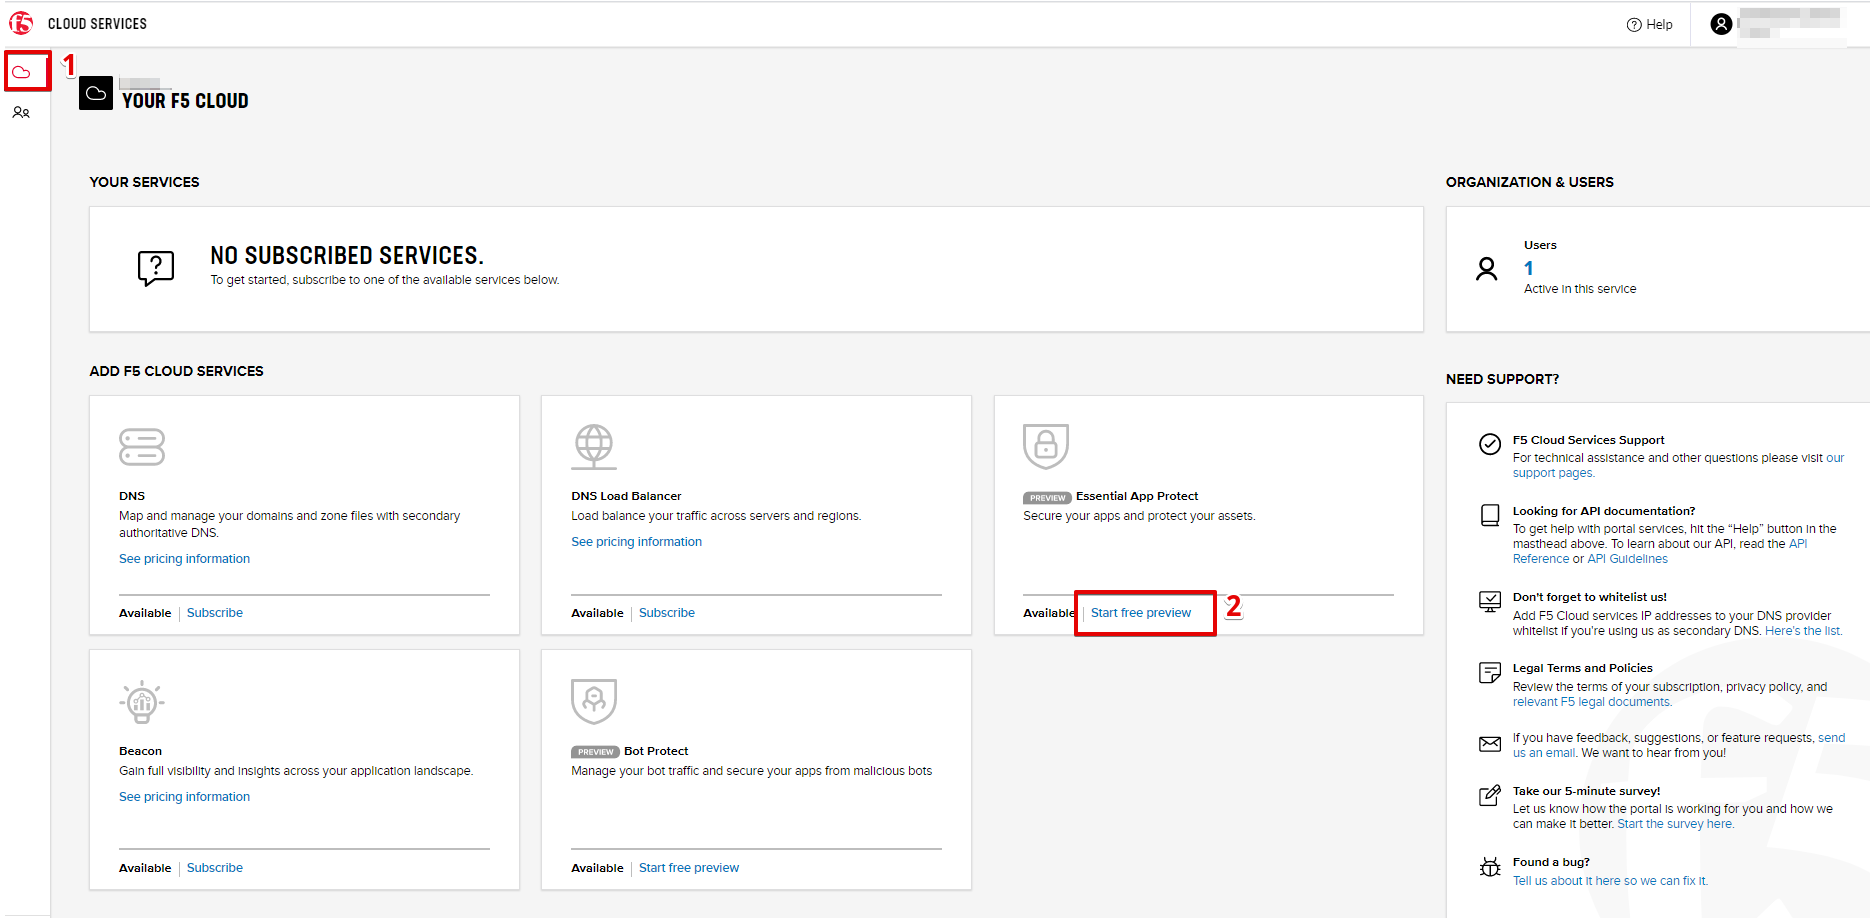 f5 CLOUD SERVICES
Help
1
YOUR F5 CLOUD
YOUR SERVICES
NO SUBSCRIBED SERVICES.
To get started, subscribe to one of the available services below.
ORGANIZATION & USERS
Users
1
Active in this service
ADD F5 CLOUD SERVICES
DNS
Map and manage your domains and zone files with secondary
authoritative DNS.
See pricing information
Available Subscribe
DNS Load Balancer
Load balance your traffic across servers and regions.
See pricing information
Available Subscribe
PREVIEW Essential App Protect
Secure your apps and protect your assets.
Available Start free preview 2
Beacon
Gain full visibility and insights across your application landscape.
See pricing information
Available Subscribe
PREVIEW Bot Protect
Manage your bot traffic and secure your apps from malicious bots
Available Start free preview
NEED SUPPORT?
F5 Cloud Services Support
For technical assistance and other questions please visit our
support pages.
Looking for API documentation?
To get help with portal services, hit the “Help” button in the
masthead above. To learn about our API, read the API
Reference or API Guidelines
Don't forget to whitelist us!
Add F5 Cloud services IP addresses to your DNS provider
whitelist if you're using us as secondary DNS. Here's the list.
Legal Terms and Policies
Review the terms of your subscription, privacy policy, and
relevant F5 legal documents.
If you have feedback, suggestions, or feature requests, send
us an email. We want to hear from you!
Take our 5-minute survey!
Let us know how the portal is working for you and how we
can make it better. Start the survey here.
Found a bug?
Tell us about it here so we can fix it.